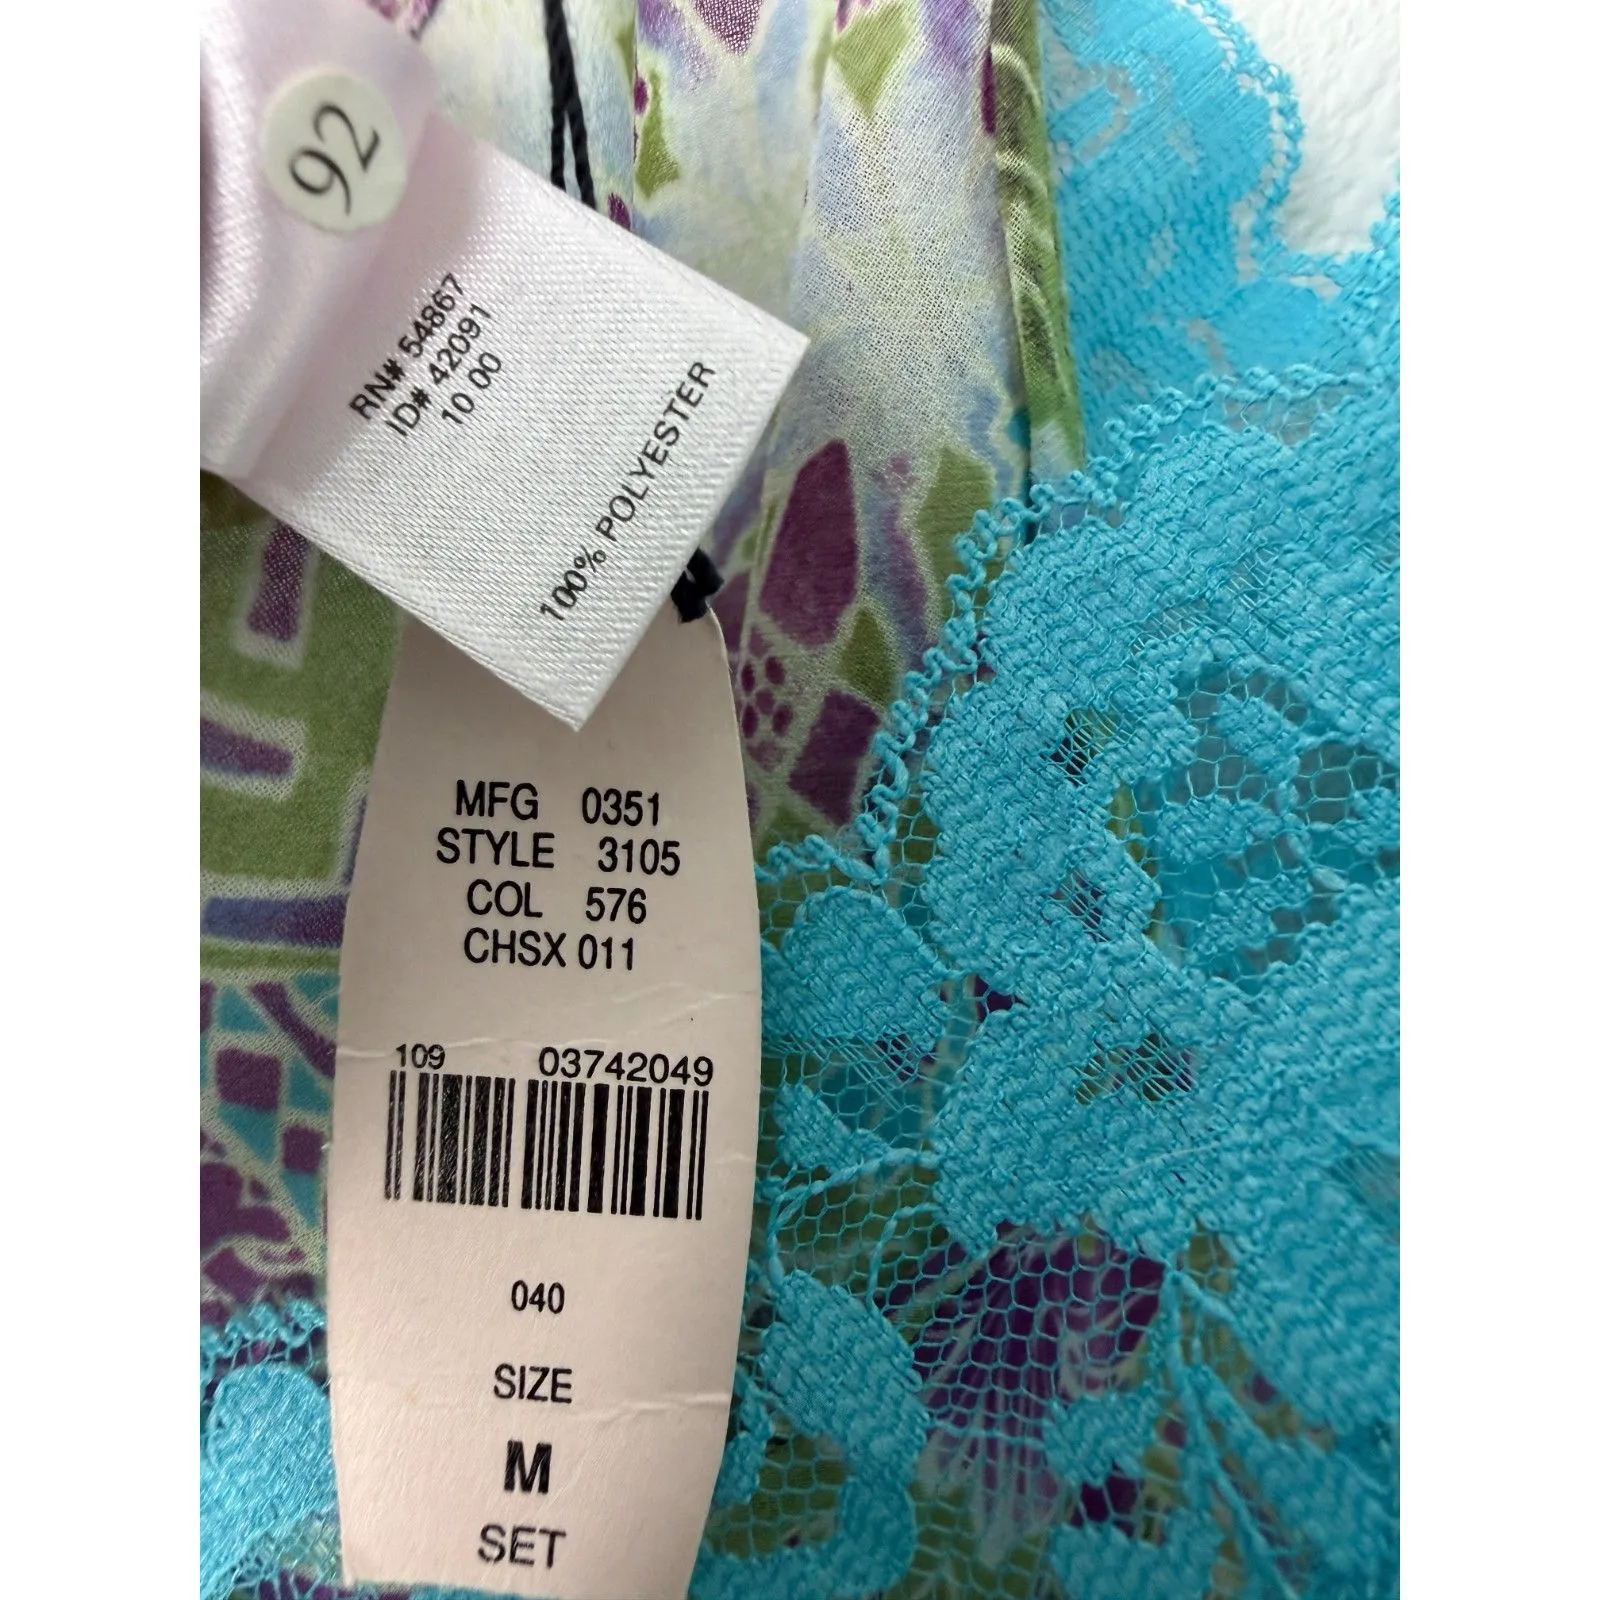 92
RN# 54867
ID# 42091
10 00
100% POLYESTER
MFG 0351
STYLE 3105
COL 576
CHSX 011
109 03742049
040
SIZE
M
SET